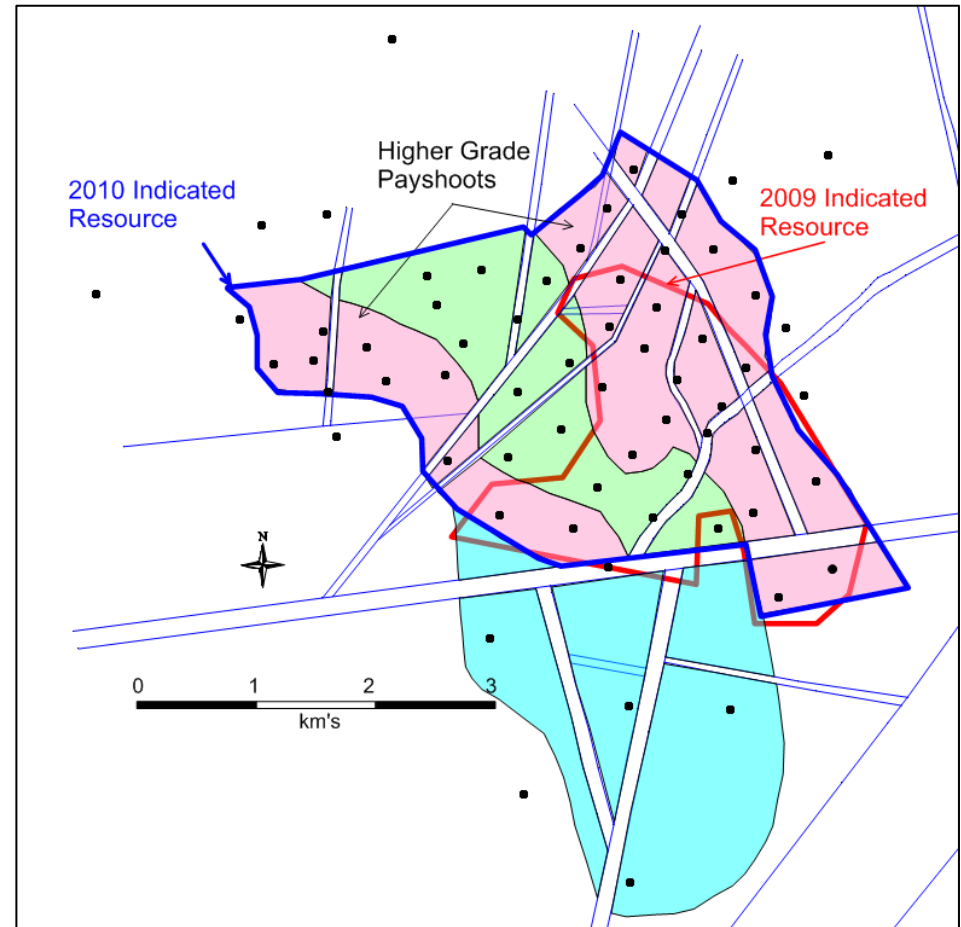 Higher Grade
Payshoots
2010 Indicated
Resource
2009 Indicated
Resource
N
0 1 2 3
km's